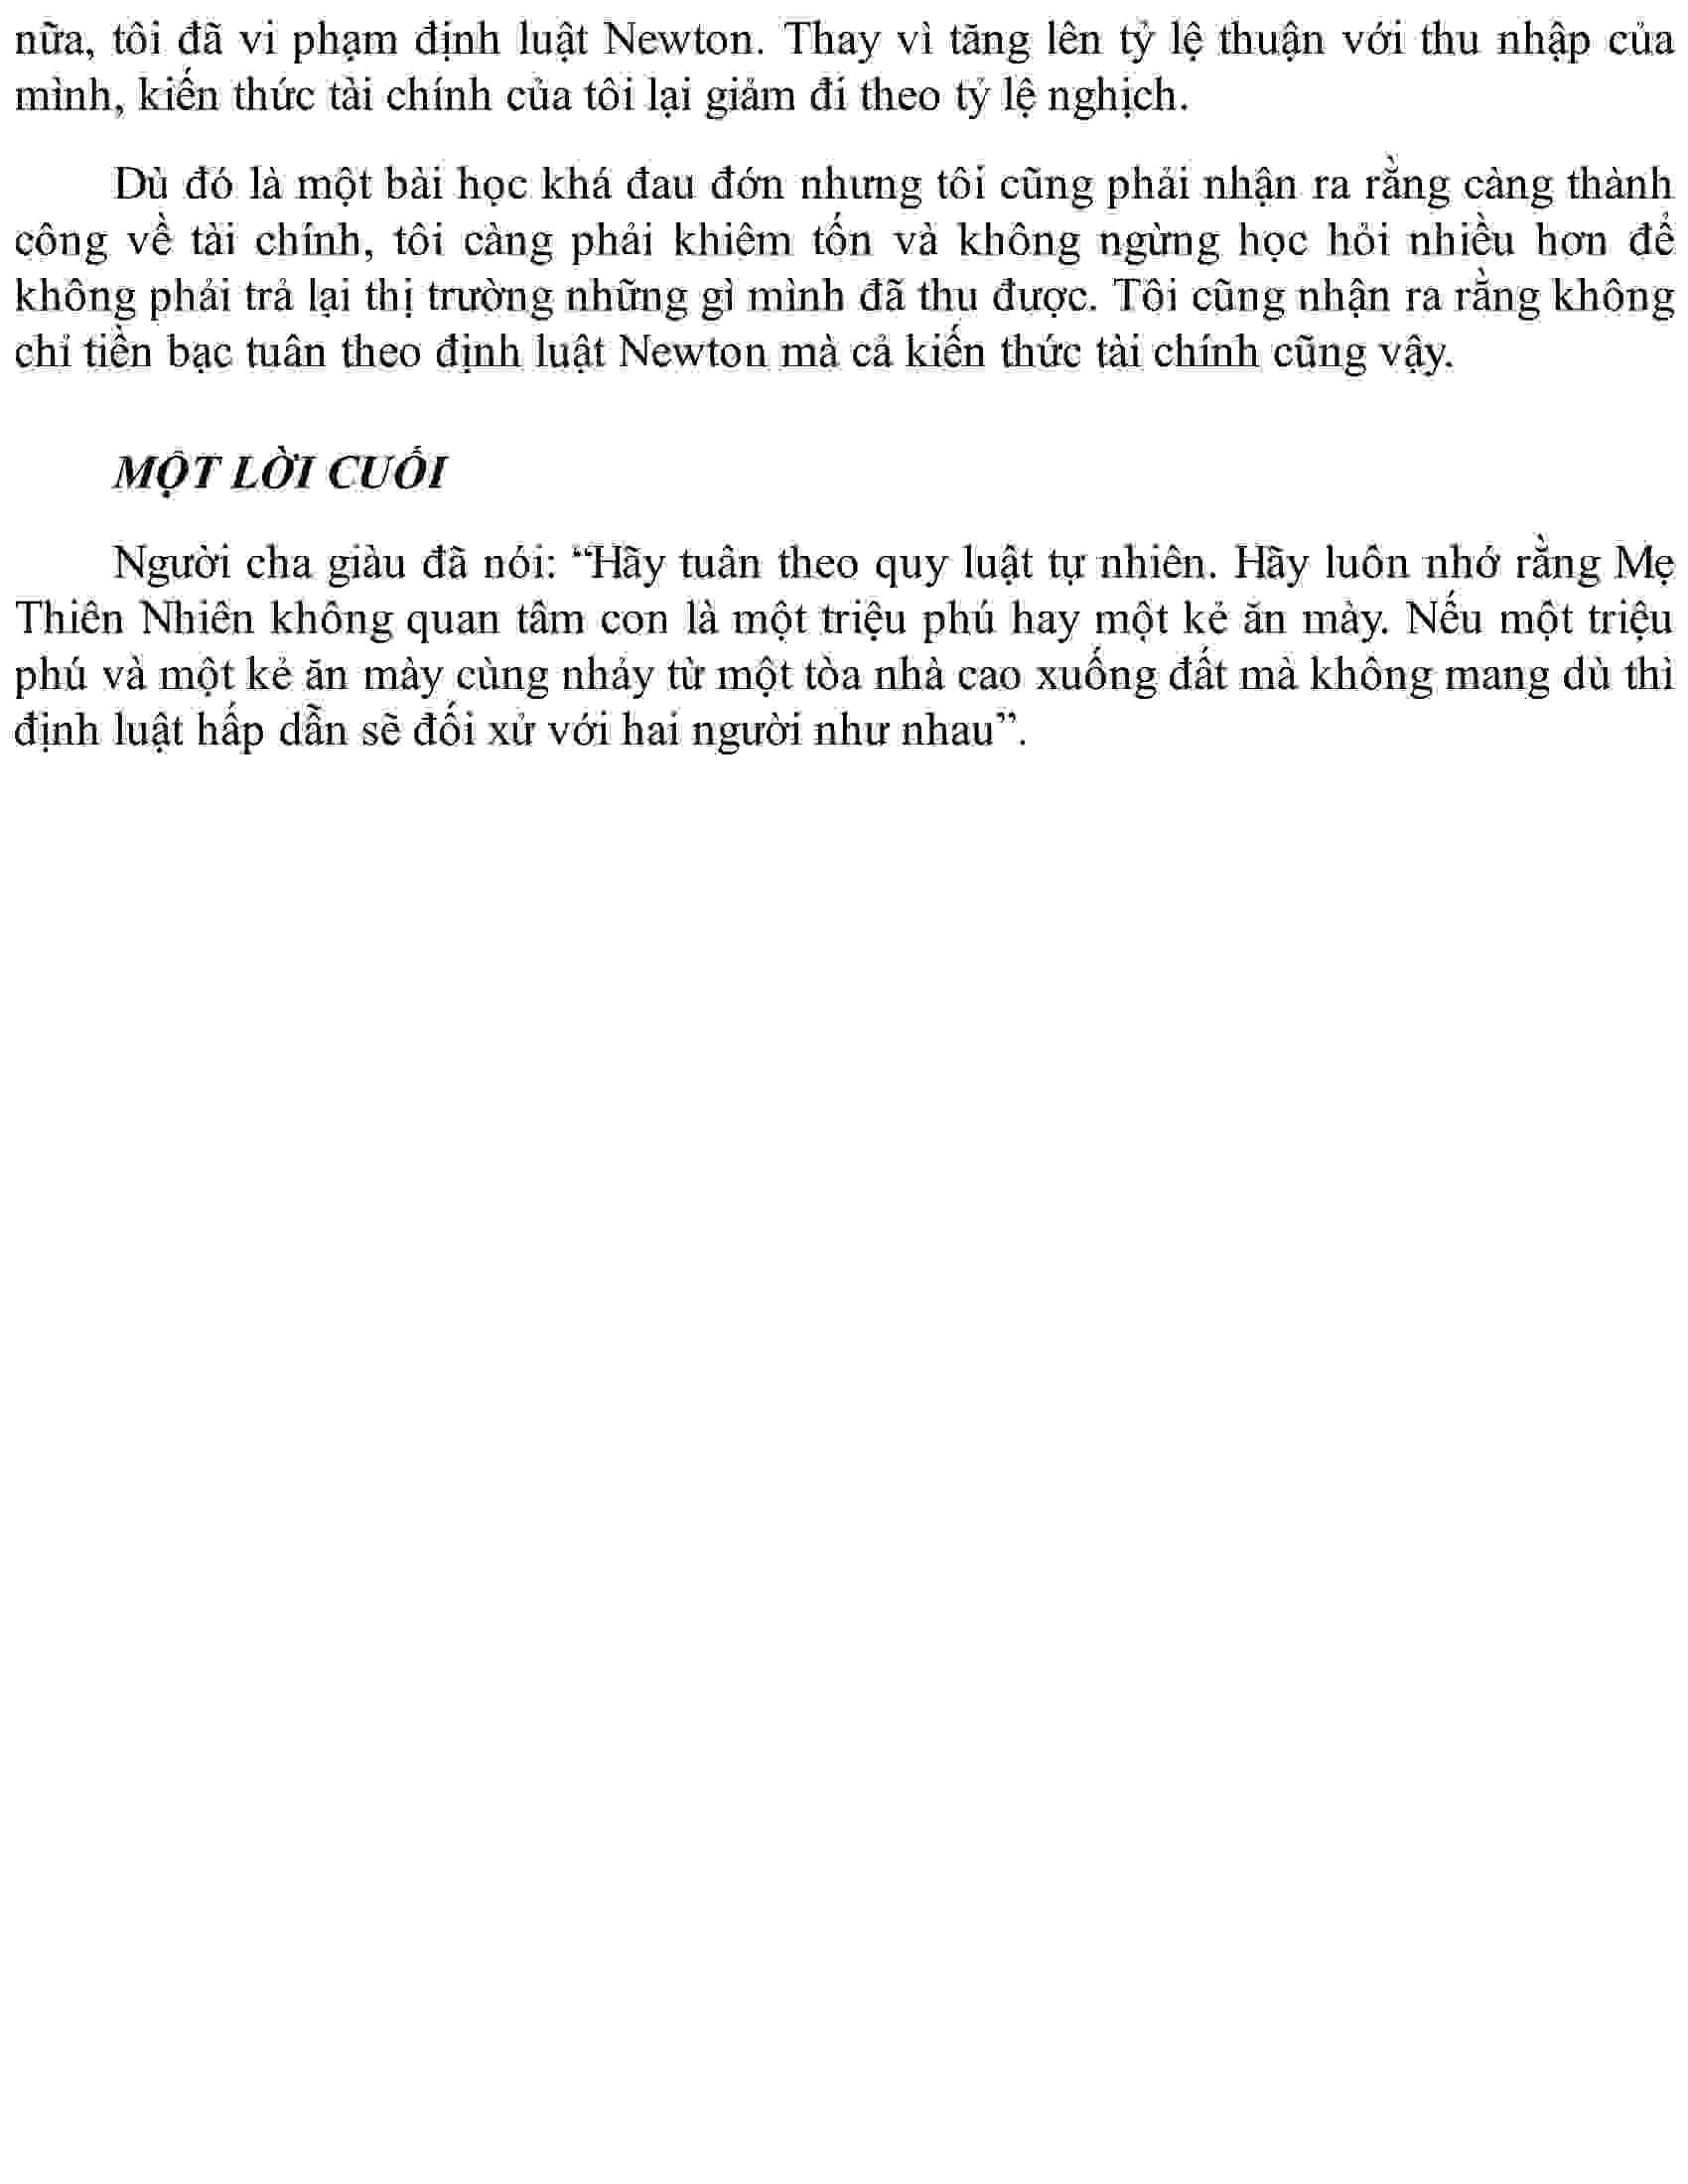 nữa, tôi đã vi phạm định luật Newton. Thay vì tăng lên tỷ lệ thuận với thu nhập của
mình, kiến thức tài chính của tôi lại giảm đi theo tỷ lệ nghịch.
Dù đó là một bài học khá đau đớn nhưng tôi cũng phải nhận ra rằng càng thành
công về tài chính, tôi càng phải khiêm tốn và không ngừng học hỏi nhiều hơn để
không phải trả lại thị trường những gì mình đã thu được. Tôi cũng nhận ra rằng không
chỉ tiền bạc tuân theo định luật Newton mà cả kiến thức tài chính cũng vậy.
MỘT LỜI CUỐI
Người cha giàu đã nói: “Hãy tuân theo quy luật tự nhiên. Hãy luôn nhớ rằng Mẹ
Thiên Nhiên không quan tâm con là một triệu phú hay một kẻ ăn mày. Nếu một triệu
phú và một kẻ ăn mày cùng nhảy từ một tòa nhà cao xuống đất mà không mang dù thì
định luật hấp dẫn sẽ đối xử với hai người như nhau”.